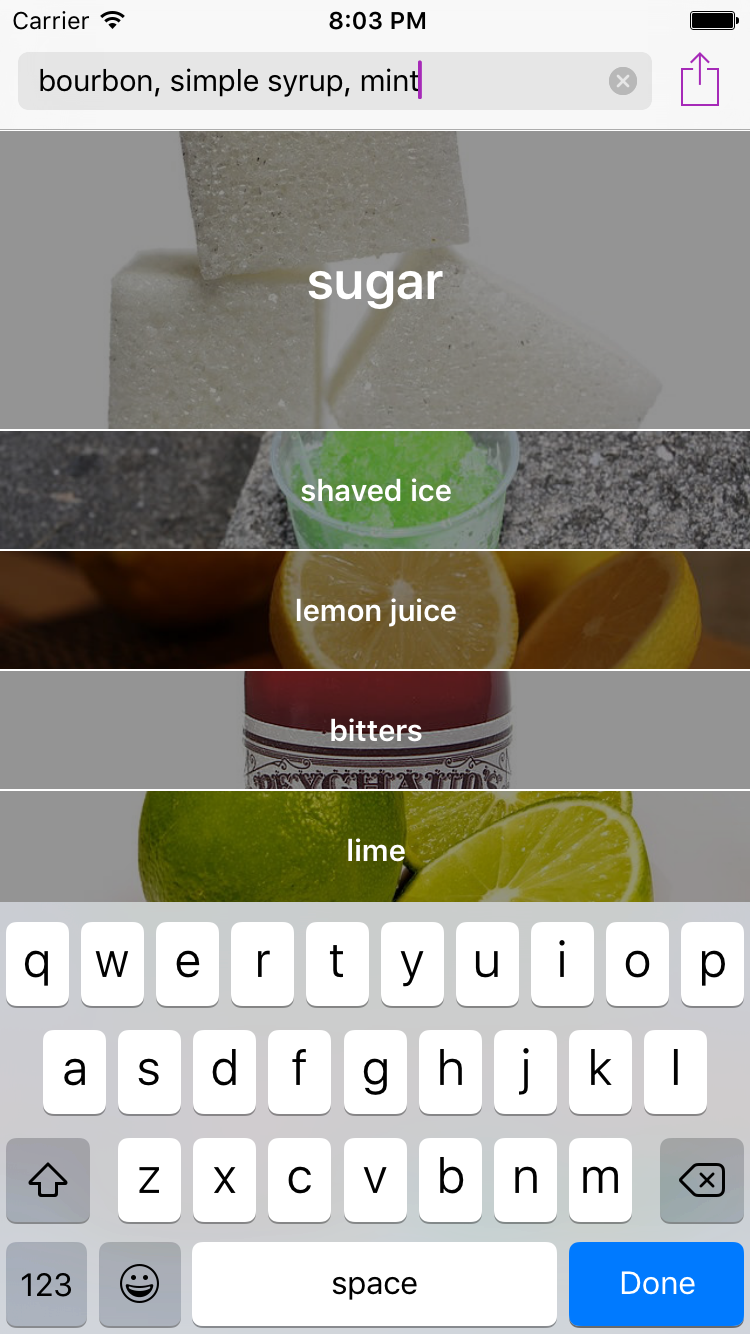 Carrier 8:03 PM
bourbon, simple syrup, mint
sugar
shaved ice
lemon juice
bitters
PEYCHAUD'S
lime
q w e r t y u i o p
a s d f g h j k l
z x c v b n m
123 space Done